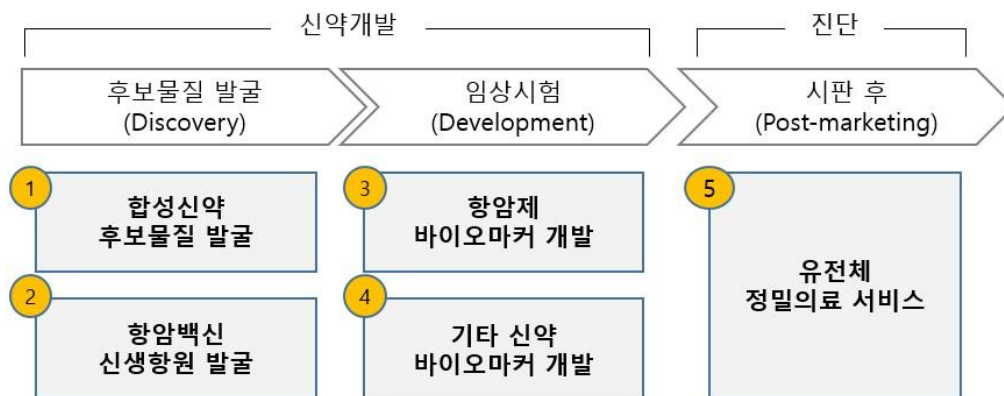 신약개발
진단
후보물질 발굴
(Discovery)
임상시험
(Development)
시판 후
(Post-marketing)
1
합성신약
후보물질 발굴
2
항암백신
신생항원 발굴
3
항암제
바이오마커 개발
4
기타 신약
바이오마커 개발
5
유전체
정밀의료 서비스